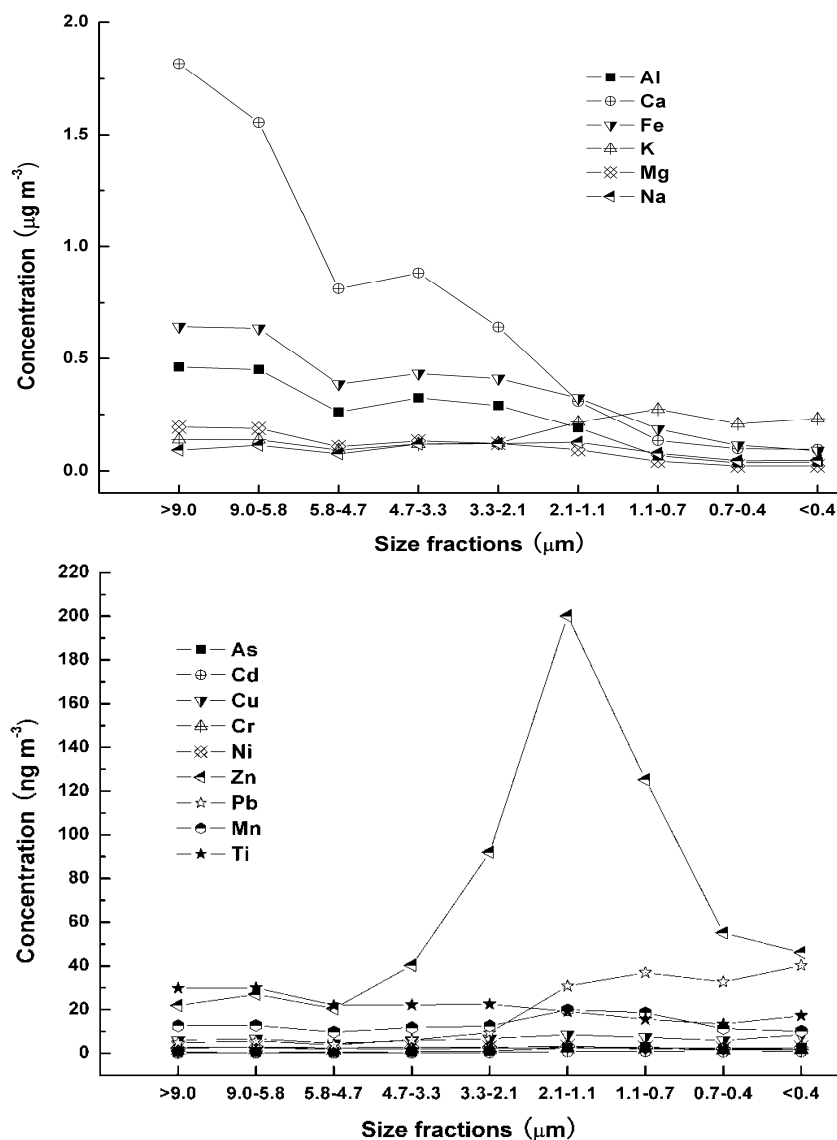 2.0
1.5
1.0
0.5
0.0
Concentration (μg m-3)
Al
Ca
Fe
K
Mg
Na
>9.0 9.0-5.8 5.8-4.7 4.7-3.3 3.3-2.1 2.1-1.1 1.1-0.7 0.7-0.4 <0.4
Size fractions (μm)
220
200
180
160
140
120
100
80
60
40
20
0
Concentration (ng m-3)
As
Cd
Cu
Cr
Ni
Zn
Pb
Mn
Ti
>9.0 9.0-5.8 5.8-4.7 4.7-3.3 3.3-2.1 2.1-1.1 1.1-0.7 0.7-0.4 <0.4
Size fractions (μm)